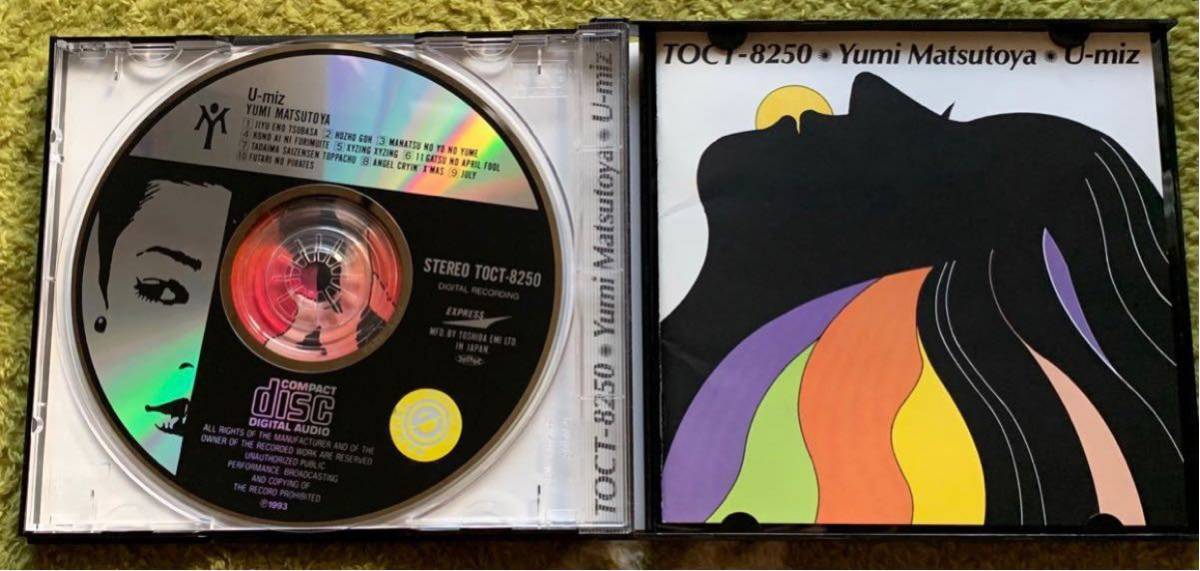 U-miz
YUMI MATSUTOYA
1 JIYU ENO TSUBASA 2 HOZHO GOH 3 MANATSU NO YO NO YUME
4 KONO AI NI FURIMUITE 5 XYZING XYZING 6 11GATSU NO APRIL FOOL
7 TADAIMA SAIZENSEN TOPPACHU 8 ANGEL CRYIN' X'MAS 9 JULY
10 FUTARI NO PIRATES
STEREO TOCT-8250
DIGITAL RECORDING
EXPRESS
MFD. BY TOSHIBA EMI LTD.
IN JAPAN
COMPACT
disc
DIGITAL AUDIO
ALL RIGHTS OF THE MANUFACTURER AND OF THE
OWNER OF THE RECORDED WORK ARE RESERVED
UNAUTHORIZED PUBLIC
PERFORMANCE BROADCASTING
AND COPYING OF
THE RECORD PROHIBITED
℗1993
TOCT-8250 Yumi Matsutoya U-miz
TOCT-8250 Yumi Matsutoya U-miz